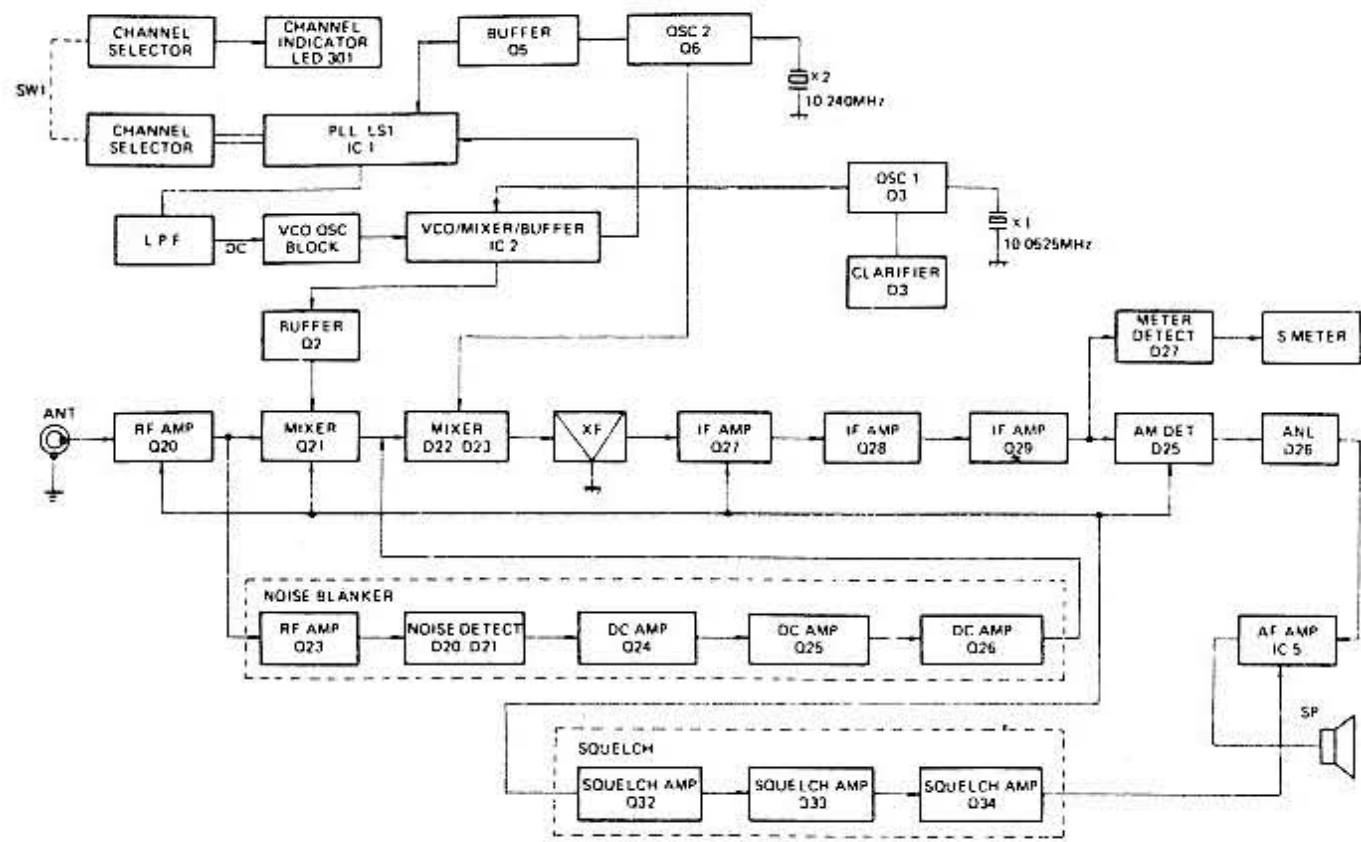 CHANNEL
SELECTOR
CHANNEL
INDICATOR
LED 301
BUFFER
Q5
OSC 2
Q6
X2
10 240MHz
SW1
CHANNEL
SELECTOR
PLL LS1
IC 1
OSC 1
Q3
X1
10.0525MHz
L P F
DC
VCO OSC
BLOCK
VCO/MIXER/BUFFER
IC 2
CLARIFIER
D3
BUFFER
Q2
METER
DETECT
D27
S METER
ANT
RF AMP
Q20
MIXER
Q21
MIXER
D22 D23
XF
IF AMP
Q27
IF AMP
Q28
IF AMP
Q29
AM DET
D25
ANL
D26
NOISE BLANKER
RF AMP
Q23
NOISE DETECT
D20 D21
DC AMP
Q24
DC AMP
Q25
DC AMP
Q26
AF AMP
IC 5
SP
SQUELCH
SQUELCH AMP
Q32
SQUELCH AMP
Q33
SQUELCH AMP
Q34